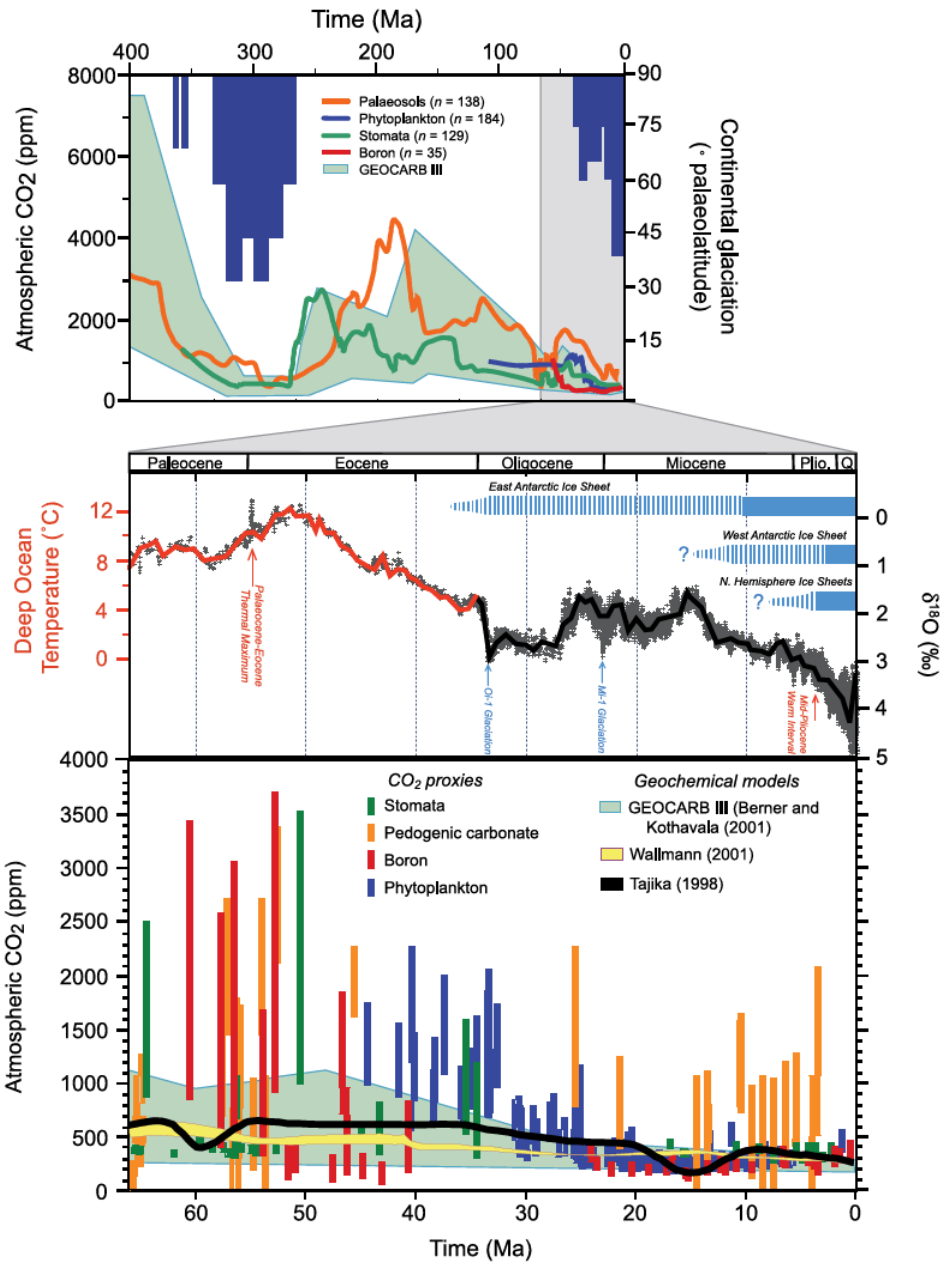 Time (Ma)
400 300 200 100 0
8000
6000
4000
2000
0
Atmospheric CO2 (ppm)
90
75
60
45
30
15
Continental glaciation
(° palaeolatitude)
Palaeosols (n = 138)
Phytoplankton (n = 184)
Stomata (n = 129)
Boron (n = 35)
GEOCARB III
Paleocene Eocene Oligocene Miocene Plio. Q
East Antarctic Ice Sheet
West Antarctic Ice Sheet
?
N. Hemisphere Ice Sheets
?
12
8
4
0
Deep Ocean
Temperature (°C)
0
1
2
3
4
5
δ18O (‰)
Palaeocene-Eocene
Thermal Maximum
Oi-1 Glaciation
Mi-1 Glaciation
Mid-Pliocene
Warm Interval
4000
3500
3000
2500
2000
1500
1000
500
0
Atmospheric CO2 (ppm)
CO2 proxies
Stomata
Pedogenic carbonate
Boron
Phytoplankton
Geochemical models
GEOCARB III (Berner and
Kothavala (2001)
Wallmann (2001)
Tajika (1998)
60 50 40 30 20 10 0
Time (Ma)